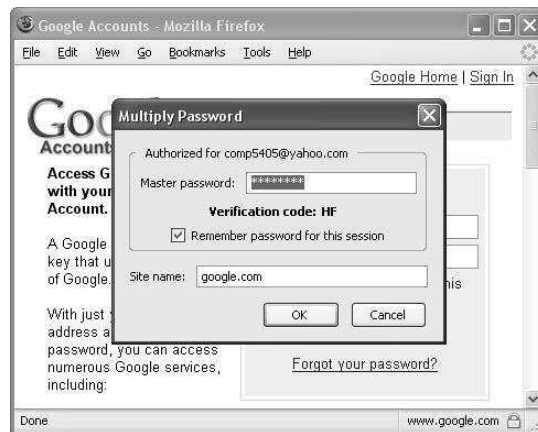 Google Accounts - Mozilla Firefox
File Edit View Go Bookmarks Tools Help
Google Home | Sign In
Goo
Account
Multiply Password
Authorized for comp5405@yahoo.com
Master password: ********
Verification code: HF
Remember password for this session
Site name: google.com
OK Cancel
Access G
with your
Account.
A Google
key that u
of Google.
his
With just
address a
password, you can access
numerous Google services,
including:
Forgot your password?
Done
www.google.com